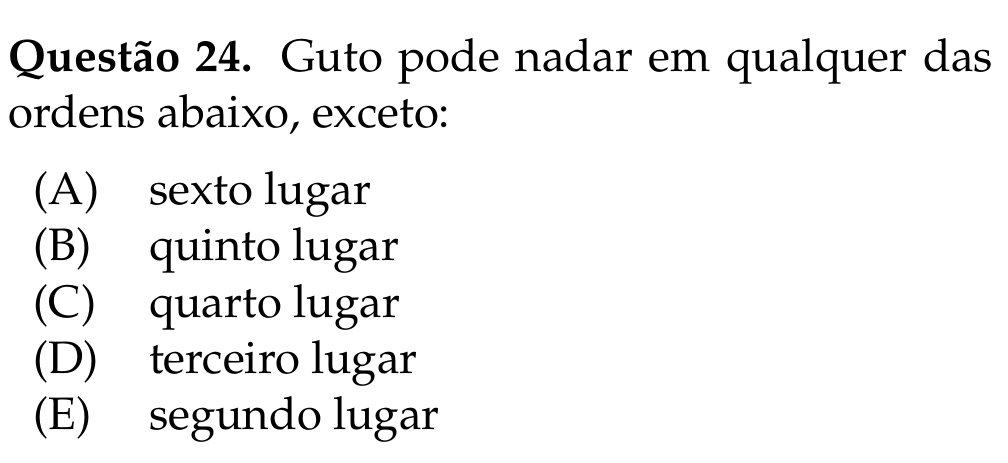 Questão 24. Guto pode nadar em qualquer das
ordens abaixo, exceto:
(A) sexto lugar
(B) quinto lugar
(C) quarto lugar
(D) terceiro lugar
(E) segundo lugar